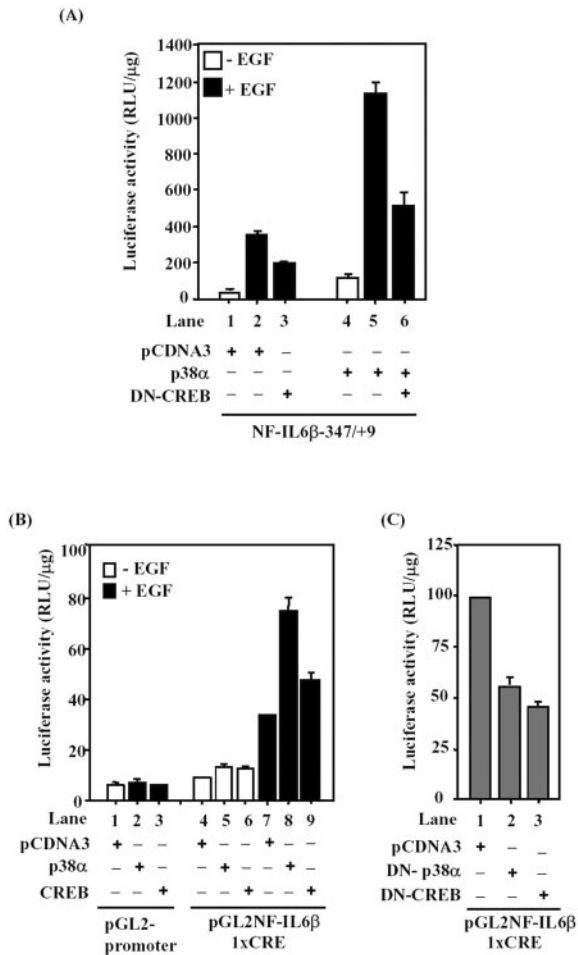 (A)
Luciferase activity (RLU/μg)
1400
1200
1000
800
600
400
200
0
- EGF
+ EGF
Lane 1 2 3 4 5 6
pCDNA3 + + – – – –
p38α – – – + + +
DN-CREB – – + – – +
NF-IL6β-347/+9
(B)
Luciferase activity (RLU/μg)
100
80
60
40
20
0
- EGF
+ EGF
Lane 1 2 3 4 5 6 7 8 9
pCDNA3 + – – + – – + – –
p38α – + – – + – – + –
CREB – – + – – + – – +
pGL2-promoter
pGL2NF-IL6β
1xCRE
(C)
Luciferase activity (RLU/μg)
125
100
75
50
25
0
Lane 1 2 3
pCDNA3 + – –
DN- p38α – + –
DN-CREB – – +
pGL2NF-IL6β
1xCRE